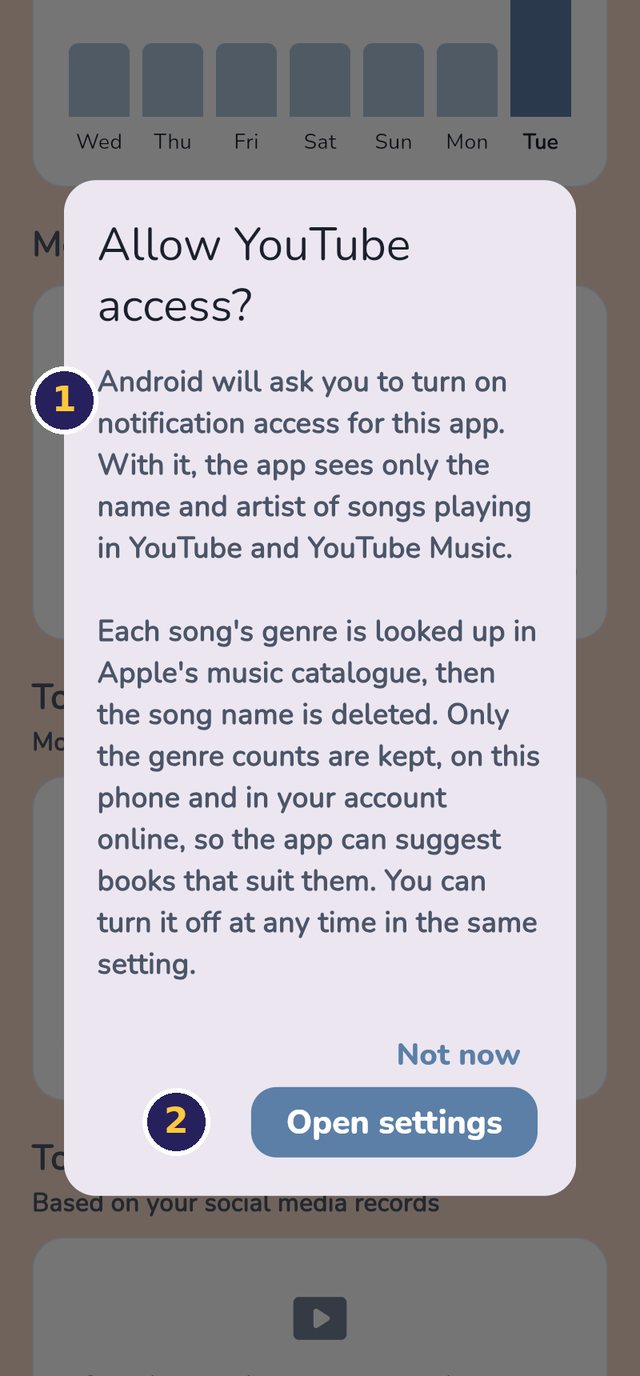 Wed Thu Fri Sat Sun Mon Tue
Allow YouTube
access?
1
Android will ask you to turn on
notification access for this app.
With it, the app sees only the
name and artist of songs playing
in YouTube and YouTube Music.
Each song's genre is looked up in
Apple's music catalogue, then
the song name is deleted. Only
the genre counts are kept, on this
phone and in your account
online, so the app can suggest
books that suit them. You can
turn it off at any time in the same
setting.
Not now
2
Open settings
Based on your social media records